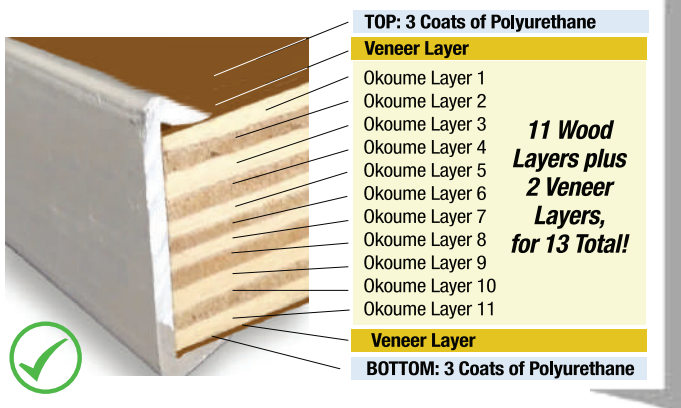 TOP: 3 Coats of Polyurethane
Veneer Layer
Okoume Layer 1
Okoume Layer 2
Okoume Layer 3
Okoume Layer 4
Okoume Layer 5
Okoume Layer 6
Okoume Layer 7
Okoume Layer 8
Okoume Layer 9
Okoume Layer 10
Okoume Layer 11
11 Wood
Layers plus
2 Veneer
Layers,
for 13 Total!
Veneer Layer
BOTTOM: 3 Coats of Polyurethane